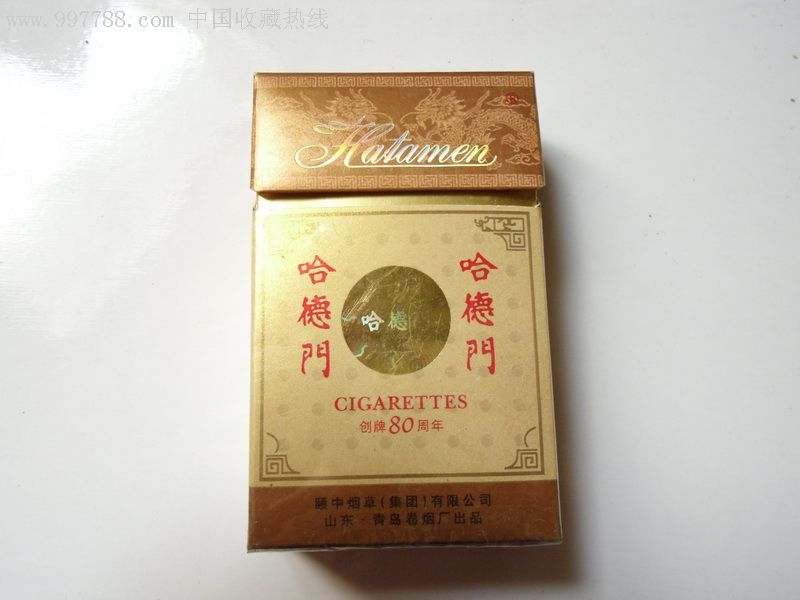 www.997788.com 中国收藏热线
Hatamen
哈德門
哈德
哈德門
CIGARETTES
创牌80周年
颐中烟草(集团)有限公司
山东·青岛卷烟厂出品